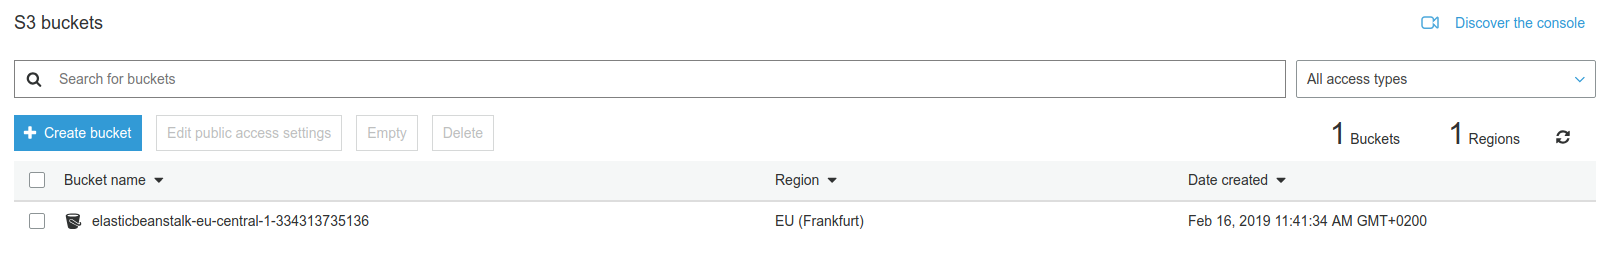 S3 buckets
Discover the console
Search for buckets
All access types
Create bucket
Edit public access settings
Empty
Delete
1 Buckets
1 Regions
Bucket name
Region
Date created
elasticbeanstalk-eu-central-1-334313735136
EU (Frankfurt)
Feb 16, 2019 11:41:34 AM GMT+0200